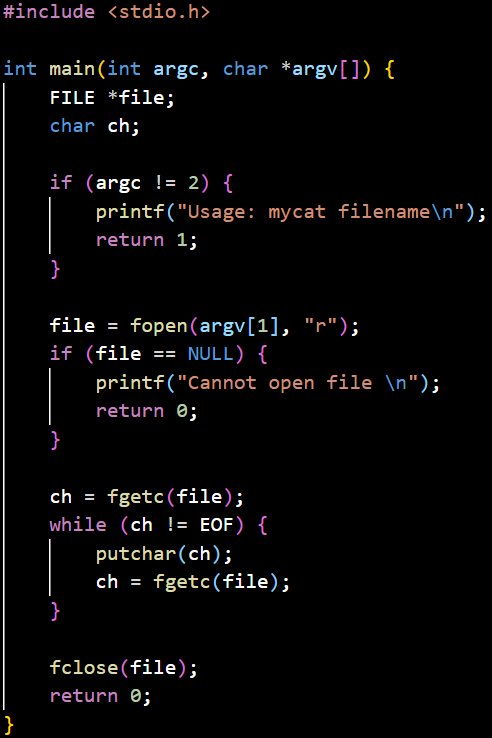 #include <stdio.h>
int main(int argc, char *argv[]) {
    FILE *file;
    char ch;
    if (argc != 2) {
        printf("Usage: mycat filename\n");
        return 1;
    }
    file = fopen(argv[1], "r");
    if (file == NULL) {
        printf("Cannot open file \n");
        return 0;
    }
    ch = fgetc(file);
    while (ch != EOF) {
        putchar(ch);
        ch = fgetc(file);
    }
    fclose(file);
    return 0;
}